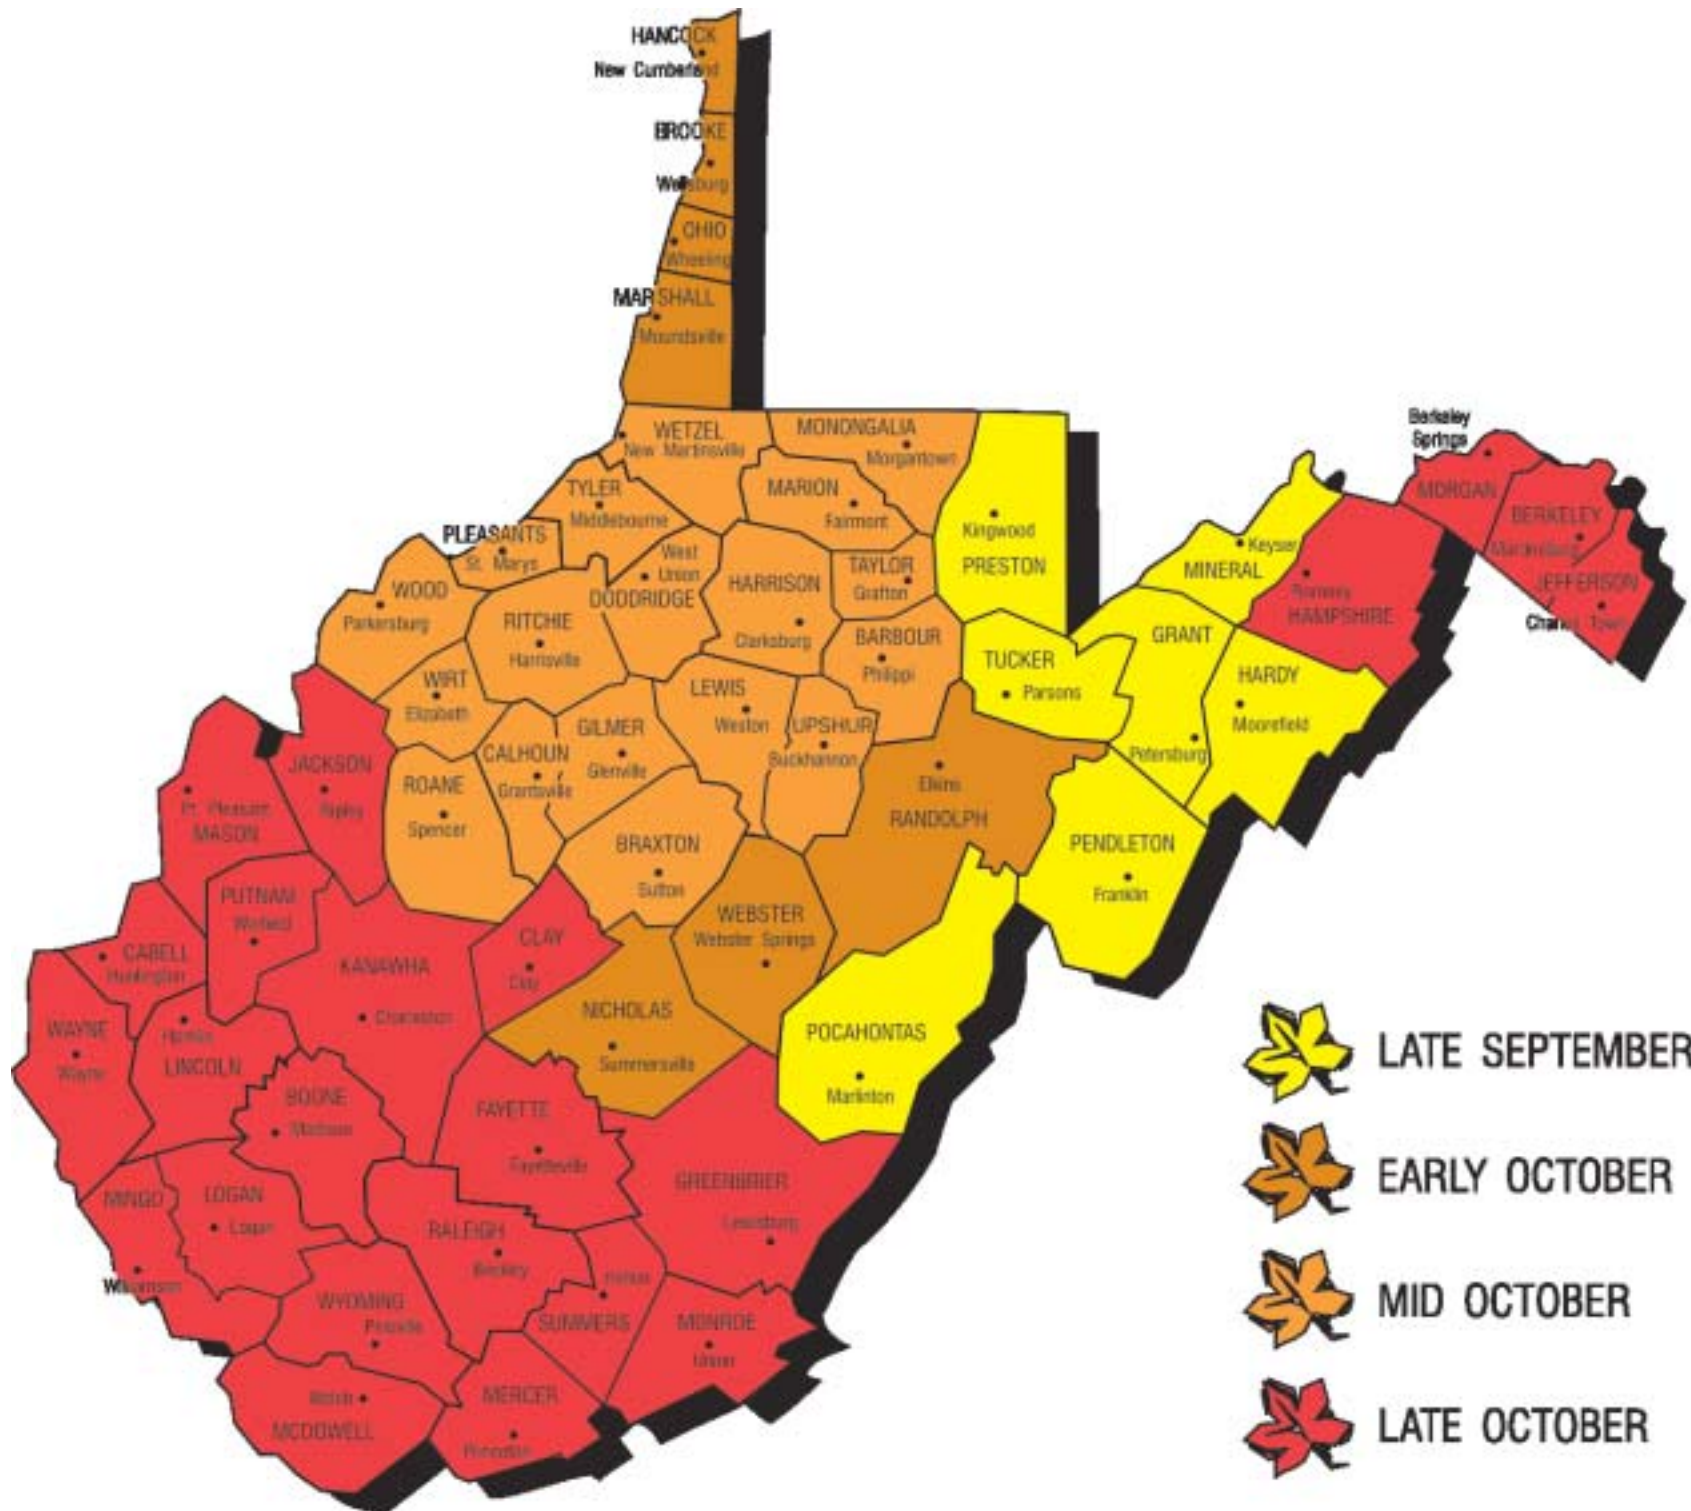 HANCOCK
New Cumberland
BROOKE
Wellsburg
OHIO
Wheeling
MARSHALL
Moundsville
WETZEL
New Martinsville
MONONGALIA
Morgantown
TYLER
Middlebourne
MARION
Fairmont
PLEASANTS
St. Marys
Kingwood
PRESTON
Keyser
MINERAL
Berkeley
Springs
MORGAN
BERKELEY
Martinsburg
JEFFERSON
Charles Town
Romney
HAMPSHIRE
WOOD
Parkersburg
West
Union
DODDRIDGE
HARRISON
Clarksburg
TAYLOR
Grafton
RITCHIE
Harrisville
BARBOUR
Philippi
TUCKER
Parsons
GRANT
Petersburg
HARDY
Moorefield
WIRT
Elizabeth
LEWIS
Weston
UPSHUR
Buckhannon
GILMER
Glenville
CALHOUN
Grantsville
JACKSON
Ripley
ROANE
Spencer
Elkins
RANDOLPH
Pt. Pleasant
MASON
BRAXTON
Sutton
PENDLETON
Franklin
PUTNAM
Winfield
WEBSTER
Webster Springs
CABELL
Huntington
KANAWHA
Charleston
CLAY
Clay
NICHOLAS
Summersville
POCAHONTAS
Marlinton
WAYNE
Wayne
Hamlin
LINCOLN
BOONE
Madison
FAYETTE
Fayetteville
GREENBRIER
Lewisburg
MINGO
Williamson
LOGAN
Logan
RALEIGH
Beckley
Hinton
SUMMERS
MONROE
Union
WYOMING
Pineville
Welch
MCDOWELL
MERCER
Princeton
LATE SEPTEMBER
EARLY OCTOBER
MID OCTOBER
LATE OCTOBER